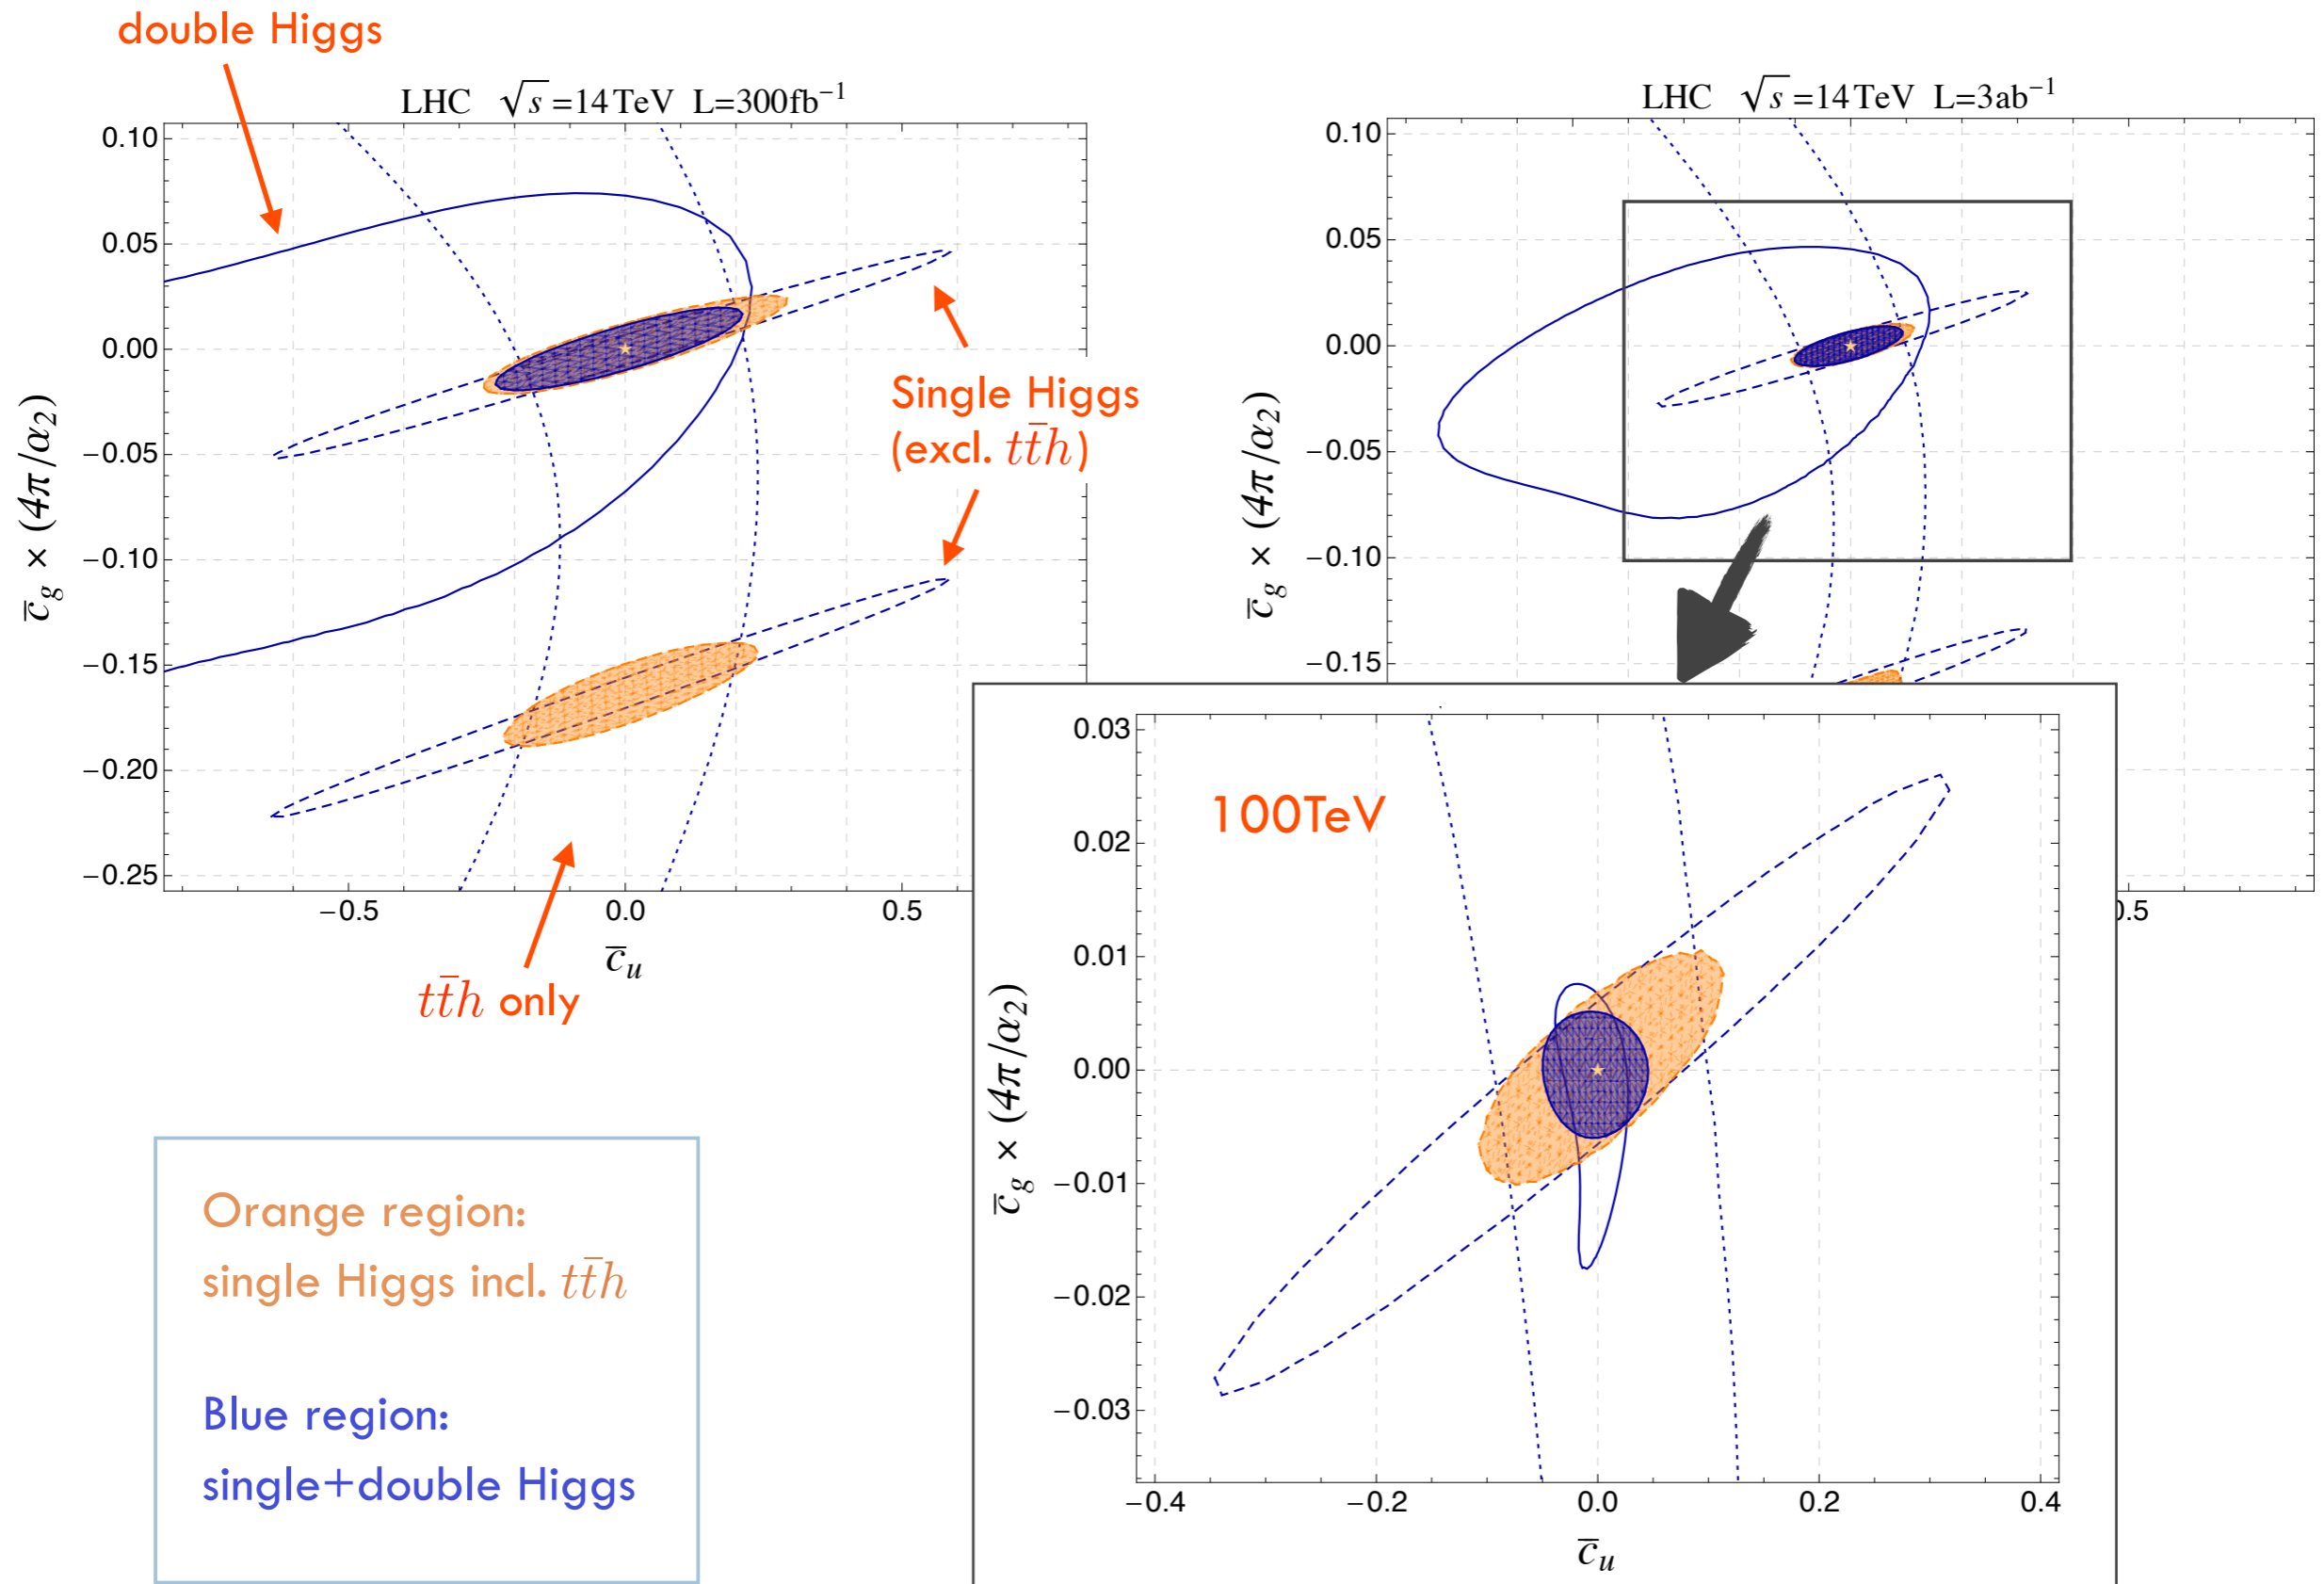 double Higgs
LHC √s =14 TeV L=300fb⁻¹
0.10
0.05
0.00
−0.05
−0.10
−0.15
−0.20
−0.25
c̄g × (4π/α₂)
−0.5
0.0
0.5
c̄u
Single Higgs
(excl. tt̄h)
tt̄h only
LHC √s =14 TeV L=3ab⁻¹
0.10
0.05
0.00
−0.05
−0.10
−0.15
c̄g × (4π/α₂)
100TeV
0.03
0.02
0.01
0.00
−0.01
−0.02
−0.03
c̄g × (4π/α₂)
−0.4
−0.2
0.0
0.2
0.4
c̄u
Orange region:
single Higgs incl. tt̄h
Blue region:
single+double Higgs